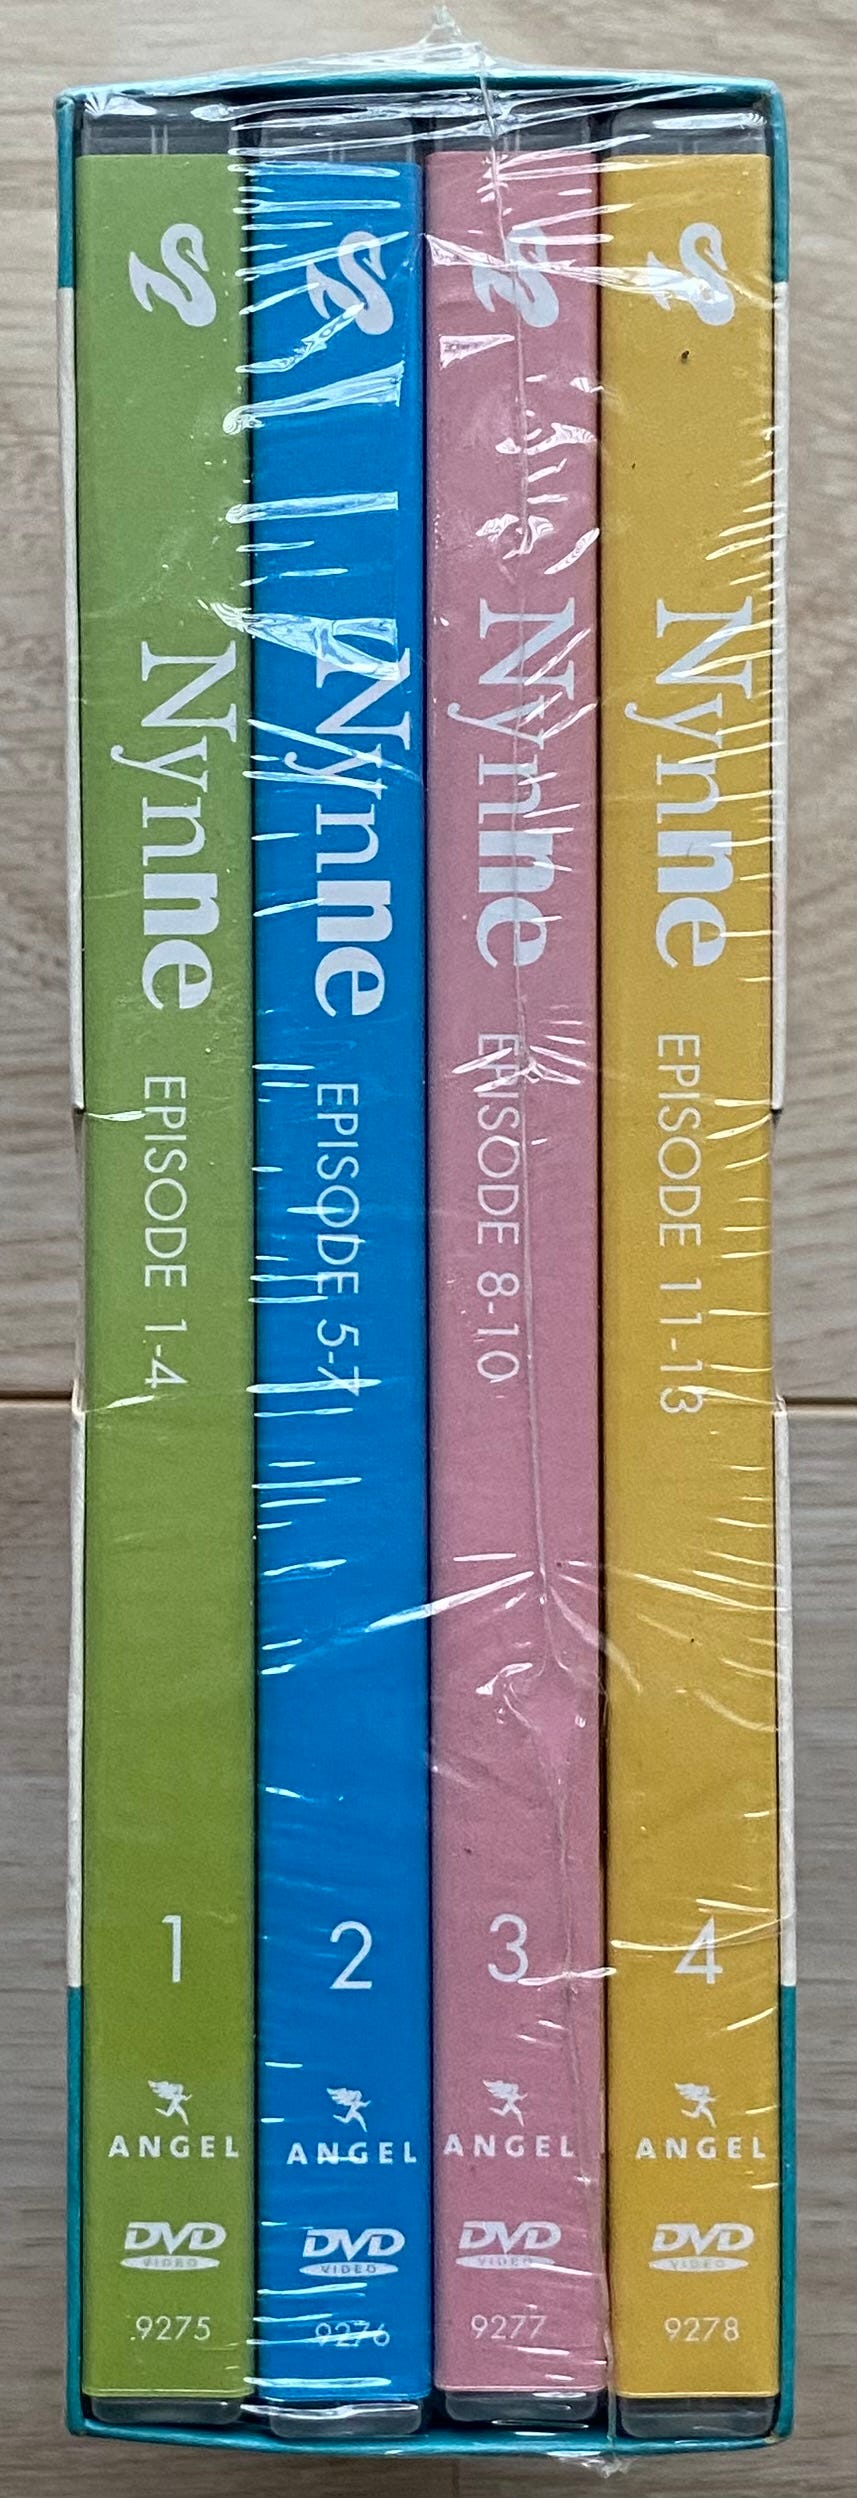 Nynne EPISODE 1-4
1
ANGEL
DVD
VIDEO
9275
Nynne EPISODE 5-7
2
ANGEL
DVD
VIDEO
9276
Nynne EPISODE 8-10
3
ANGEL
DVD
VIDEO
9277
Nynne EPISODE 11-13
4
ANGEL
DVD
VIDEO
9278